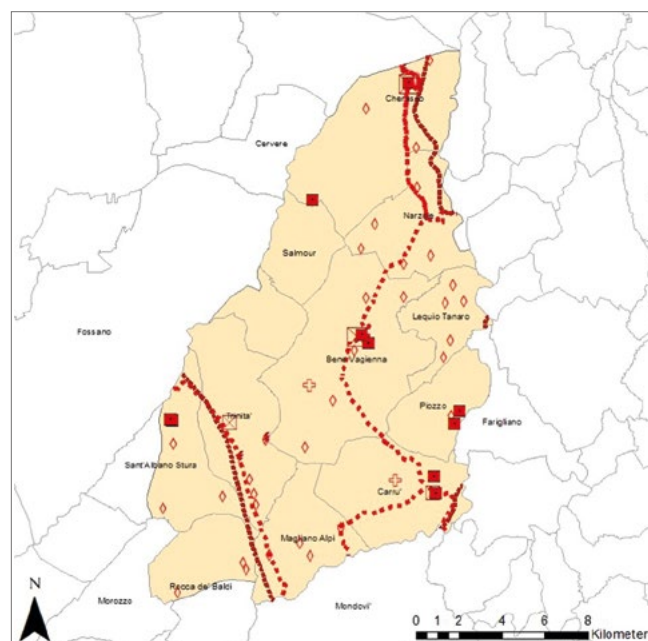 Cherasco
Cervere
Narzole
Salmour
Fossano
Lequio Tanaro
Bene Vagienna
Piozzo
Farigliano
Trinita'
Sant'Albano Stura
Carru'
Magliano Alpi
Rocca de' Baldi
Morozzo
Mondovi'
N
0 1 2 4 6 8
Kilometer